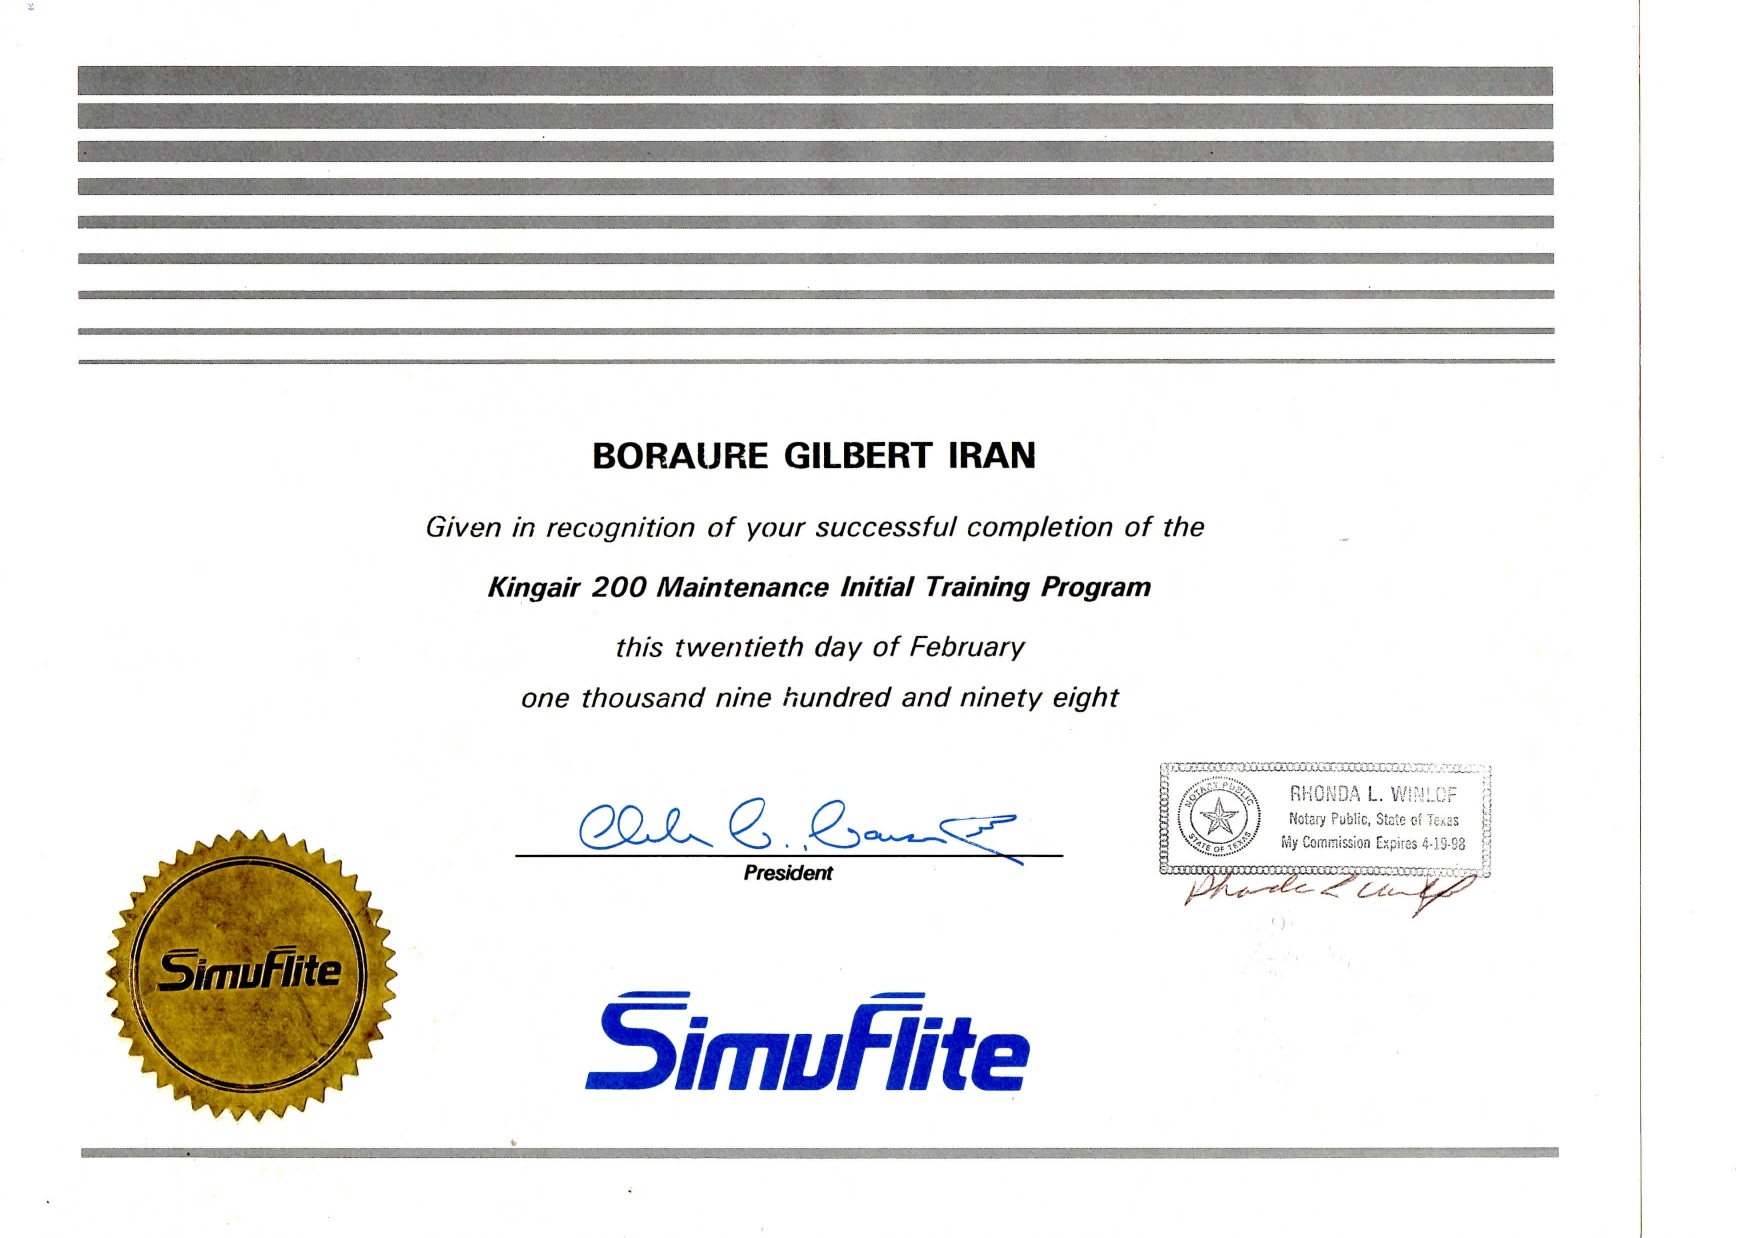 BORAURE GILBERT IRAN
Given in recognition of your successful completion of the
Kingair 200 Maintenance Initial Training Program
this twentieth day of February
one thousand nine hundred and ninety eight
President
NOTARY PUBLIC
STATE OF TEXAS
RHONDA L. WINLOF
Notary Public, State of Texas
My Commission Expires 4-19-98
SimuFlite
SimuFlite